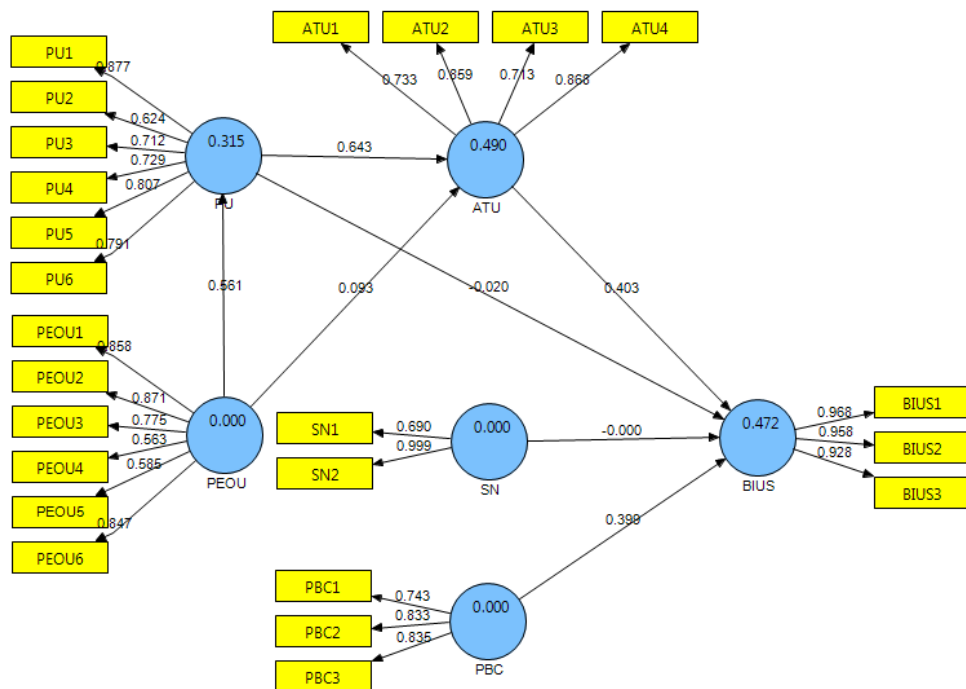 ATU1
ATU2
ATU3
ATU4
0.733
0.859
0.713
0.868
PU1
PU2
PU3
PU4
PU5
PU6
0.877
0.624
0.712
0.729
0.807
0.791
0.315
PU
0.643
0.490
ATU
0.561
0.093
-0.020
0.403
PEOU1
PEOU2
PEOU3
PEOU4
PEOU5
PEOU6
0.858
0.871
0.775
0.563
0.585
0.847
0.000
PEOU
SN1
SN2
0.690
0.999
0.000
SN
-0.000
0.472
BIUS
0.968
0.958
0.928
BIUS1
BIUS2
BIUS3
0.399
PBC1
PBC2
PBC3
0.743
0.833
0.835
0.000
PBC